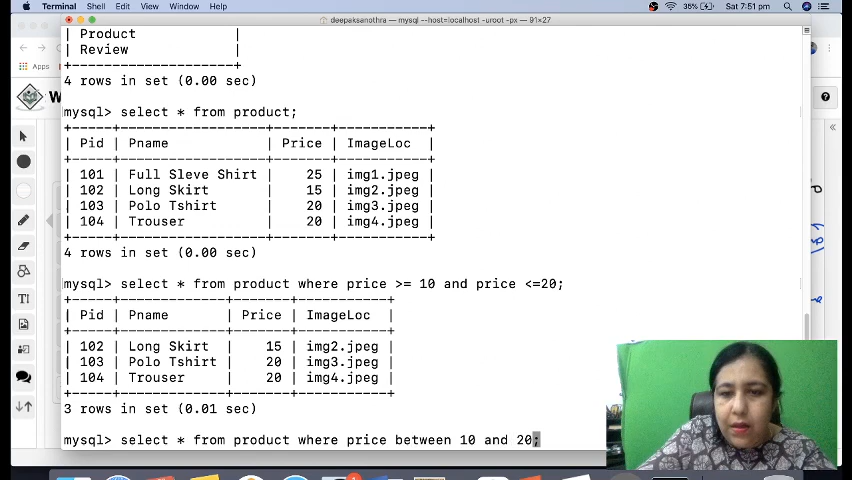 Terminal Shell Edit View Window Help 35% Sat 7:51 pm
deepaksanothra — mysql --host=localhost -uroot -px — 91×27
Apps
| Product |
| Review |
+---------------------+
4 rows in set (0.00 sec)
mysql> select * from product;
+-----+-------------------+-------+-----------+
| Pid | Pname | Price | ImageLoc |
+-----+-------------------+-------+-----------+
| 101 | Full Sleve Shirt | 25 | img1.jpeg |
| 102 | Long Skirt | 15 | img2.jpeg |
| 103 | Polo Tshirt | 20 | img3.jpeg |
| 104 | Trouser | 20 | img4.jpeg |
+-----+-------------------+-------+-----------+
4 rows in set (0.00 sec)
mysql> select * from product where price >= 10 and price <=20;
+-----+--------------+-------+-----------+
| Pid | Pname | Price | ImageLoc |
+-----+--------------+-------+-----------+
| 102 | Long Skirt | 15 | img2.jpeg |
| 103 | Polo Tshirt | 20 | img3.jpeg |
| 104 | Trouser | 20 | img4.jpeg |
+-----+--------------+-------+-----------+
3 rows in set (0.01 sec)
mysql> select * from product where price between 10 and 20;